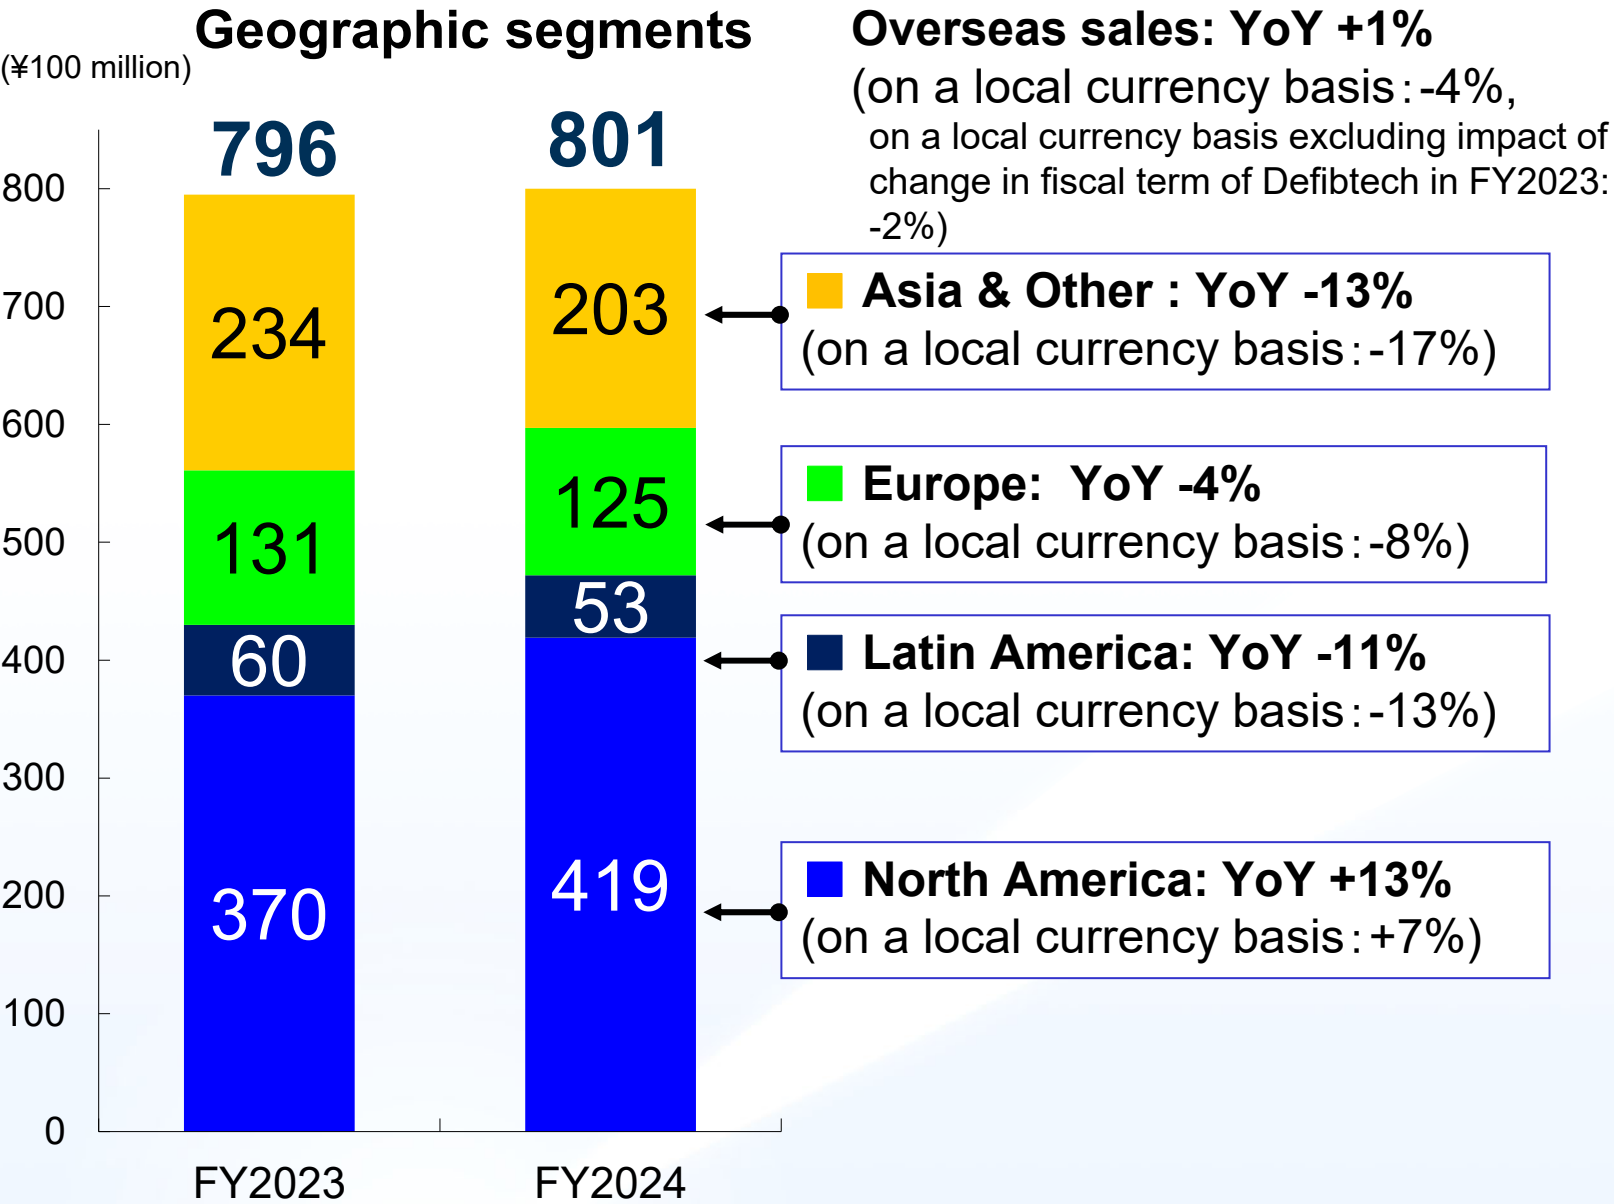 Geographic segments
(¥100 million)
Overseas sales: YoY +1%
(on a local currency basis：-4%,
on a local currency basis excluding impact of
change in fiscal term of Defibtech in FY2023:
-2%)
796
801
800
700
600
500
400
300
200
100
0
234
131
60
370
203
125
53
419
FY2023
FY2024
Asia & Other : YoY -13%
(on a local currency basis：-17%)
Europe: YoY -4%
(on a local currency basis：-8%)
Latin America: YoY -11%
(on a local currency basis：-13%)
North America: YoY +13%
(on a local currency basis：+7%)